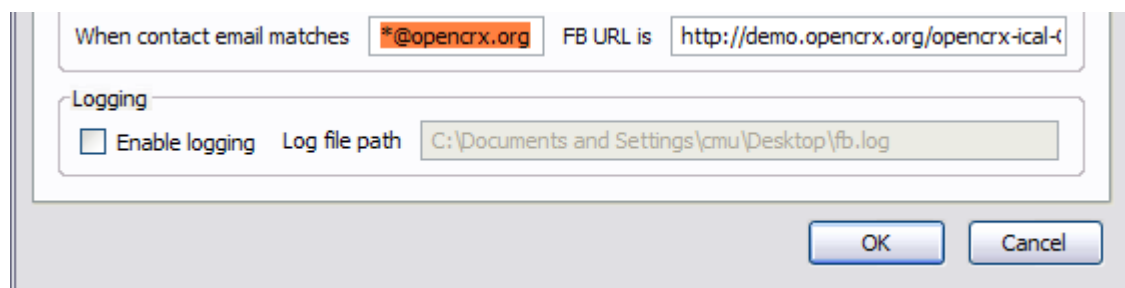 When contact email matches *@opencrx.org FB URL is http://demo.opencrx.org/opencrx-ical-
Logging
Enable logging Log file path C:\Documents and Settings\cmu\Desktop\fb.log
OK Cancel